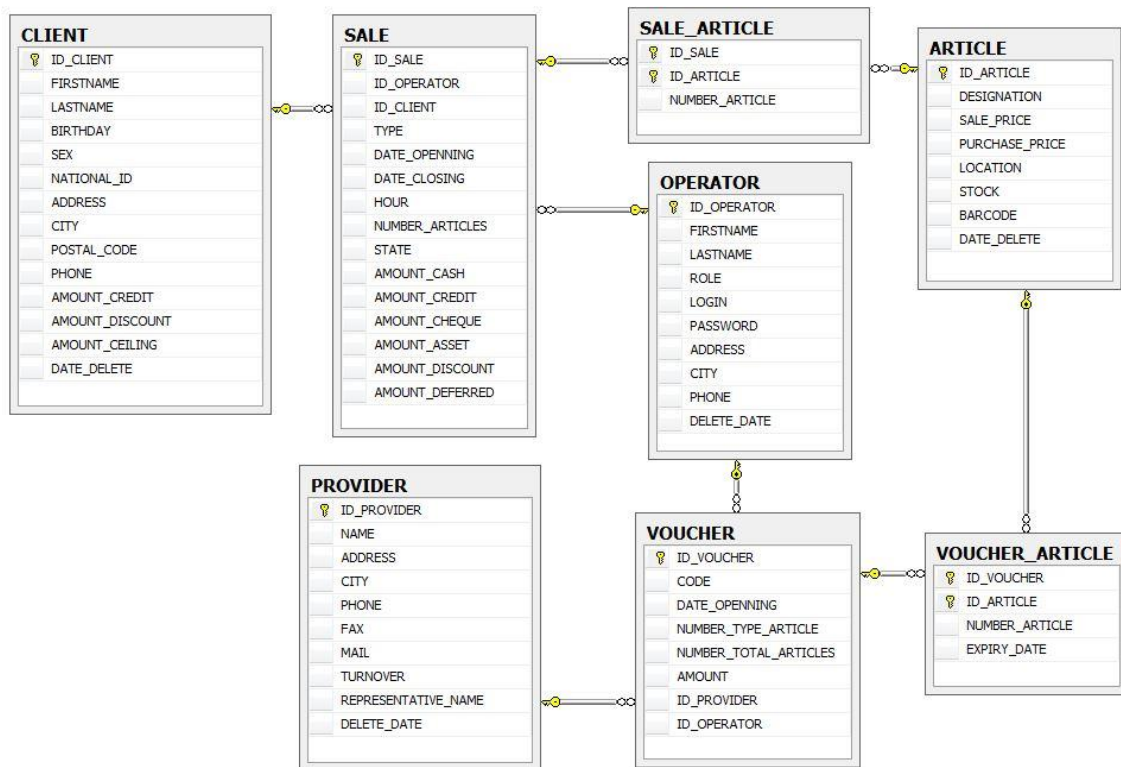 CLIENT
ID_CLIENT
FIRSTNAME
LASTNAME
BIRTHDAY
SEX
NATIONAL_ID
ADDRESS
CITY
POSTAL_CODE
PHONE
AMOUNT_CREDIT
AMOUNT_DISCOUNT
AMOUNT_CEILING
DATE_DELETE
SALE
ID_SALE
ID_OPERATOR
ID_CLIENT
TYPE
DATE_OPENNING
DATE_CLOSING
HOUR
NUMBER_ARTICLES
STATE
AMOUNT_CASH
AMOUNT_CREDIT
AMOUNT_CHEQUE
AMOUNT_ASSET
AMOUNT_DISCOUNT
AMOUNT_DEFERRED
SALE_ARTICLE
ID_SALE
ID_ARTICLE
NUMBER_ARTICLE
ARTICLE
ID_ARTICLE
DESIGNATION
SALE_PRICE
PURCHASE_PRICE
LOCATION
STOCK
BARCODE
DATE_DELETE
OPERATOR
ID_OPERATOR
FIRSTNAME
LASTNAME
ROLE
LOGIN
PASSWORD
ADDRESS
CITY
PHONE
DELETE_DATE
PROVIDER
ID_PROVIDER
NAME
ADDRESS
CITY
PHONE
FAX
MAIL
TURNOVER
REPRESENTATIVE_NAME
DELETE_DATE
VOUCHER
ID_VOUCHER
CODE
DATE_OPENNING
NUMBER_TYPE_ARTICLE
NUMBER_TOTAL_ARTICLES
AMOUNT
ID_PROVIDER
ID_OPERATOR
VOUCHER_ARTICLE
ID_VOUCHER
ID_ARTICLE
NUMBER_ARTICLE
EXPIRY_DATE